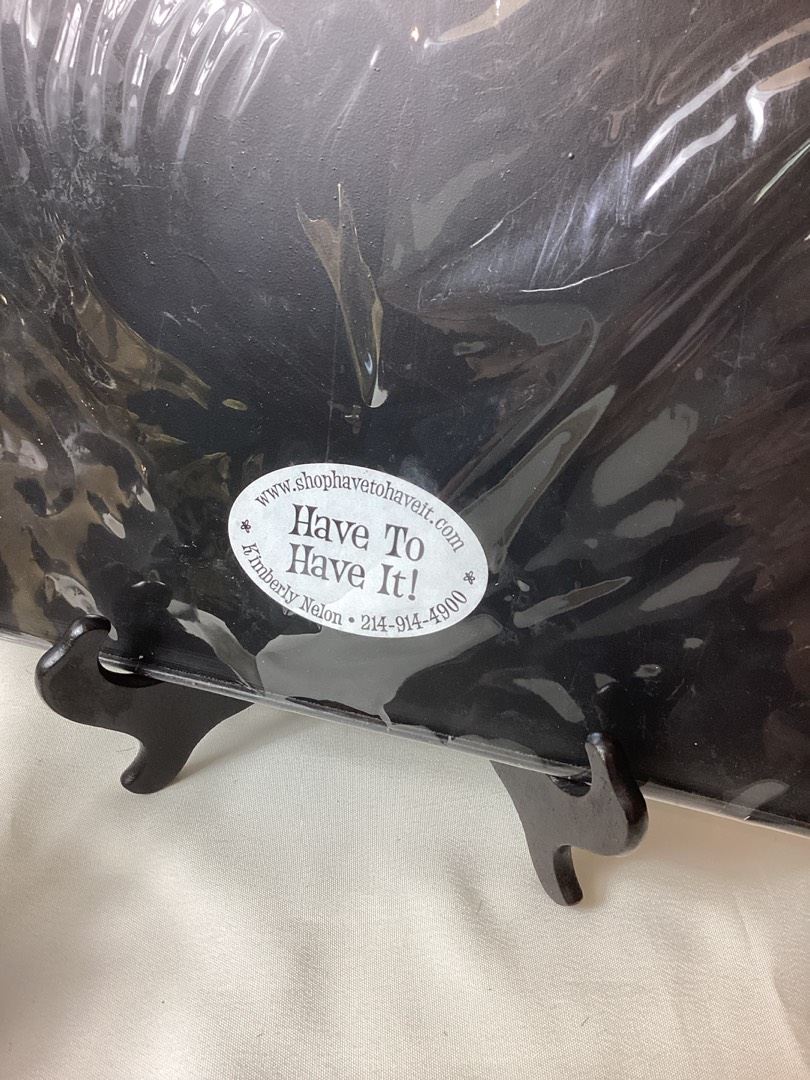 www.shophavetohaveit.com
Have To
Have It!
Kimberly Nelon • 214-914-4900